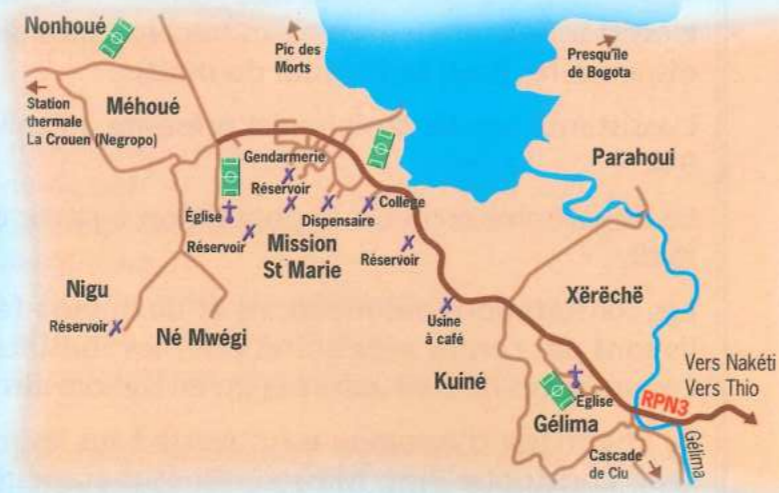 Nonhoué
Pic des
Morts
Presqu'île
de Bogota
Station
thermale
La Crouen (Negropo)
Méhoué
Parahoui
Gendarmerie
Réservoir
Église
Dispensaire
Collège
Réservoir
Mission
St Marie
Réservoir
Nigu
Réservoir
Né Mwégi
Xërëchë
Usine
à café
Kuiné
Église
Gélima
RPN3
Vers Nakéti
Vers Thio
Gélima
Cascade
de Ciu